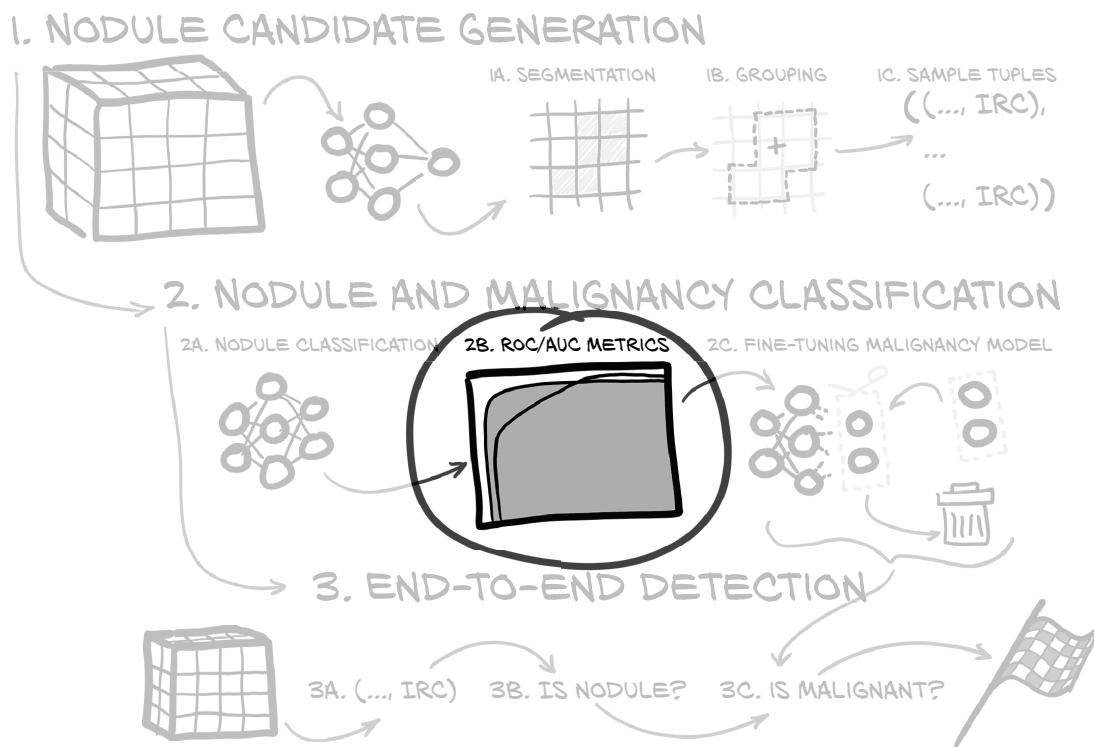 1. NODULE CANDIDATE GENERATION
1A. SEGMENTATION
1B. GROUPING
1C. SAMPLE TUPLES
((..., IRC),
...
(..., IRC))
2. NODULE AND MALIGNANCY CLASSIFICATION
2A. NODULE CLASSIFICATION
2B. ROC/AUC METRICS
2C. FINE-TUNING MALIGNANCY MODEL
3. END-TO-END DETECTION
3A. (..., IRC)
3B. IS NODULE?
3C. IS MALIGNANT?